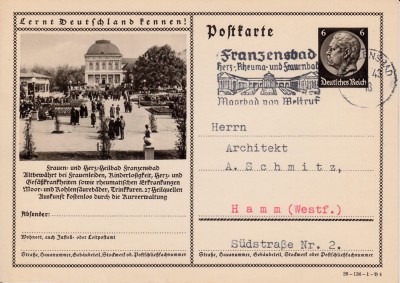 Lernt Deutschland kennen!
Frauen- und Herz-Heilbad Franzensbad
Altbewährt bei Frauenleiden, Kinderlosigkeit, Herz- und
Gefäßkrankheiten sowie rheumatischen Erkrankungen
Moor- und Kohlensäurebäder, Trinkkuren. 27 Heilquellen
Auskunft kostenlos durch die Kurverwaltung
Absender:
Wohnort, auch Zustell- oder Leitpostamt
Straße, Hausnummer, Gebäudeteil, Stockwerk od. Postschließfachnummer
Postkarte
Franzensbad
Herz-, Rheuma- und Frauenbad
Moorbad von Weltruf
6 6
Deutsches Reich
Herrn
Architekt
A. Schmitz,
Hamm (Westf.)
Südstraße Nr. 2.
Straße, Hausnummer, Gebäudeteil, Stockwerk od. Postschließfachnummer